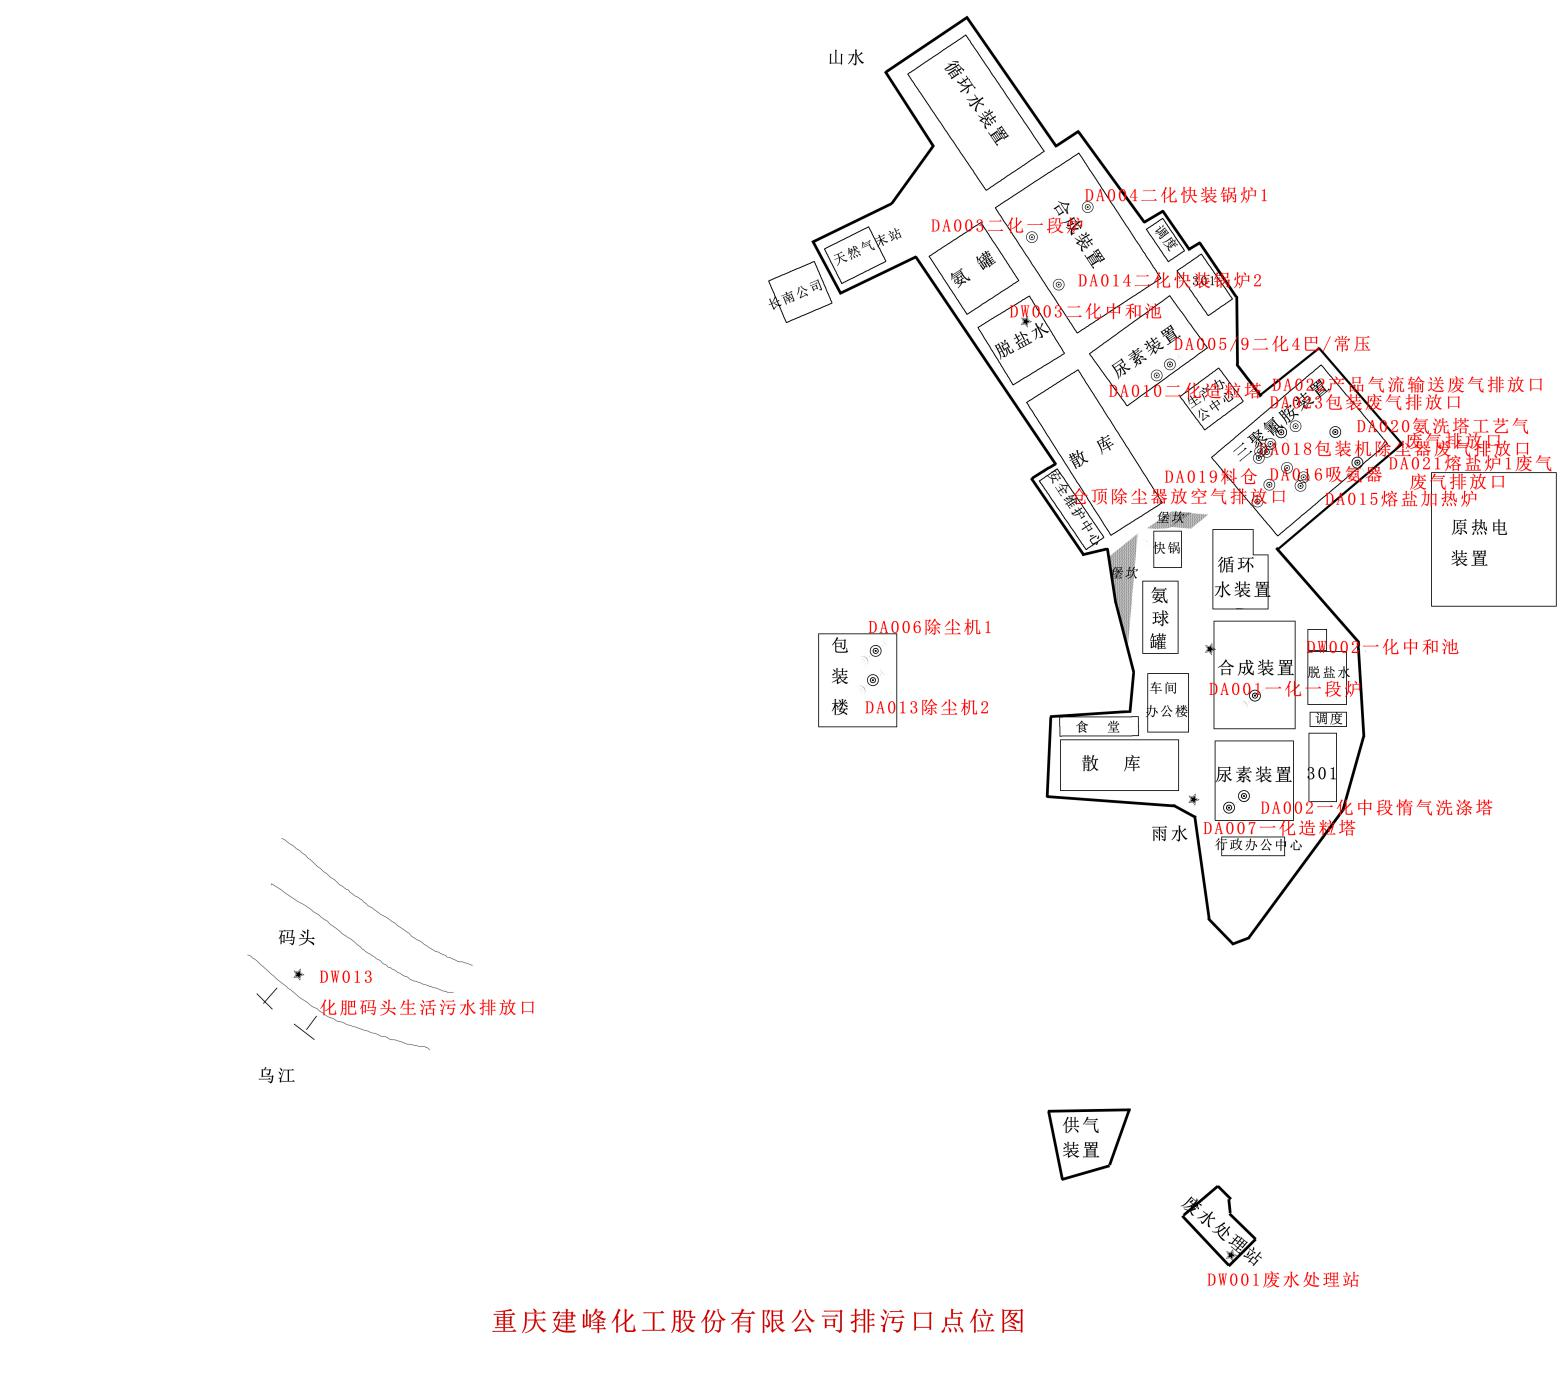 山水
循环水装置
DA004二化快装锅炉1
合成装置
DA003二化一段炉
天然气末站
调度
氨 罐
长南公司
DA014二化快装锅炉2
301
DW003二化中和池
脱盐水
尿素装置
DA005/9二化4巴/常压
DA010二化造粒塔
生产办
公中心
DA022产品气流输送废气排放口
DA023包装废气排放口
三聚氰胺装置
DA020氨洗塔工艺气
废气排放口
DA018包装机除尘器废气排放口
散 库
DA021熔盐炉1废气
废气排放口
DA019料仓
DA016吸氨器
仓顶除尘器放空气排放口
DA015熔盐加热炉
安全维护中心
堡坎
原热电
装置
快锅
堡坎
循环
水装置
氨
球
罐
DA006除尘机1
包
装
楼
DA013除尘机2
DW002一化中和池
合成装置
脱盐水
DA001一化一段炉
车间
办公楼
调度
食 堂
散 库
尿素装置
301
DA002一化中段惰气洗涤塔
DA007一化造粒塔
雨水
行政办公中心
码头
DW013
化肥码头生活污水排放口
乌江
供气
装置
废水处理站
DW001废水处理站
重庆建峰化工股份有限公司排污口点位图